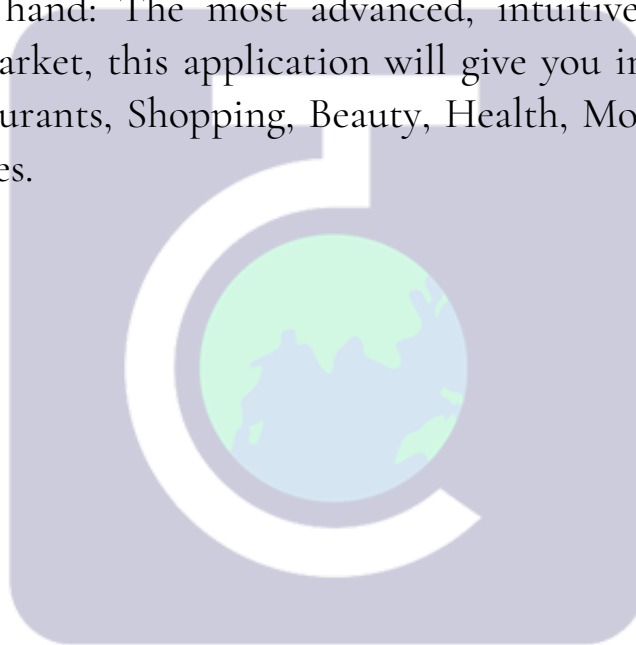 hand: The most advanced, intuitive
arket, this application will give you in
urants, Shopping, Beauty, Health, Mo
es.